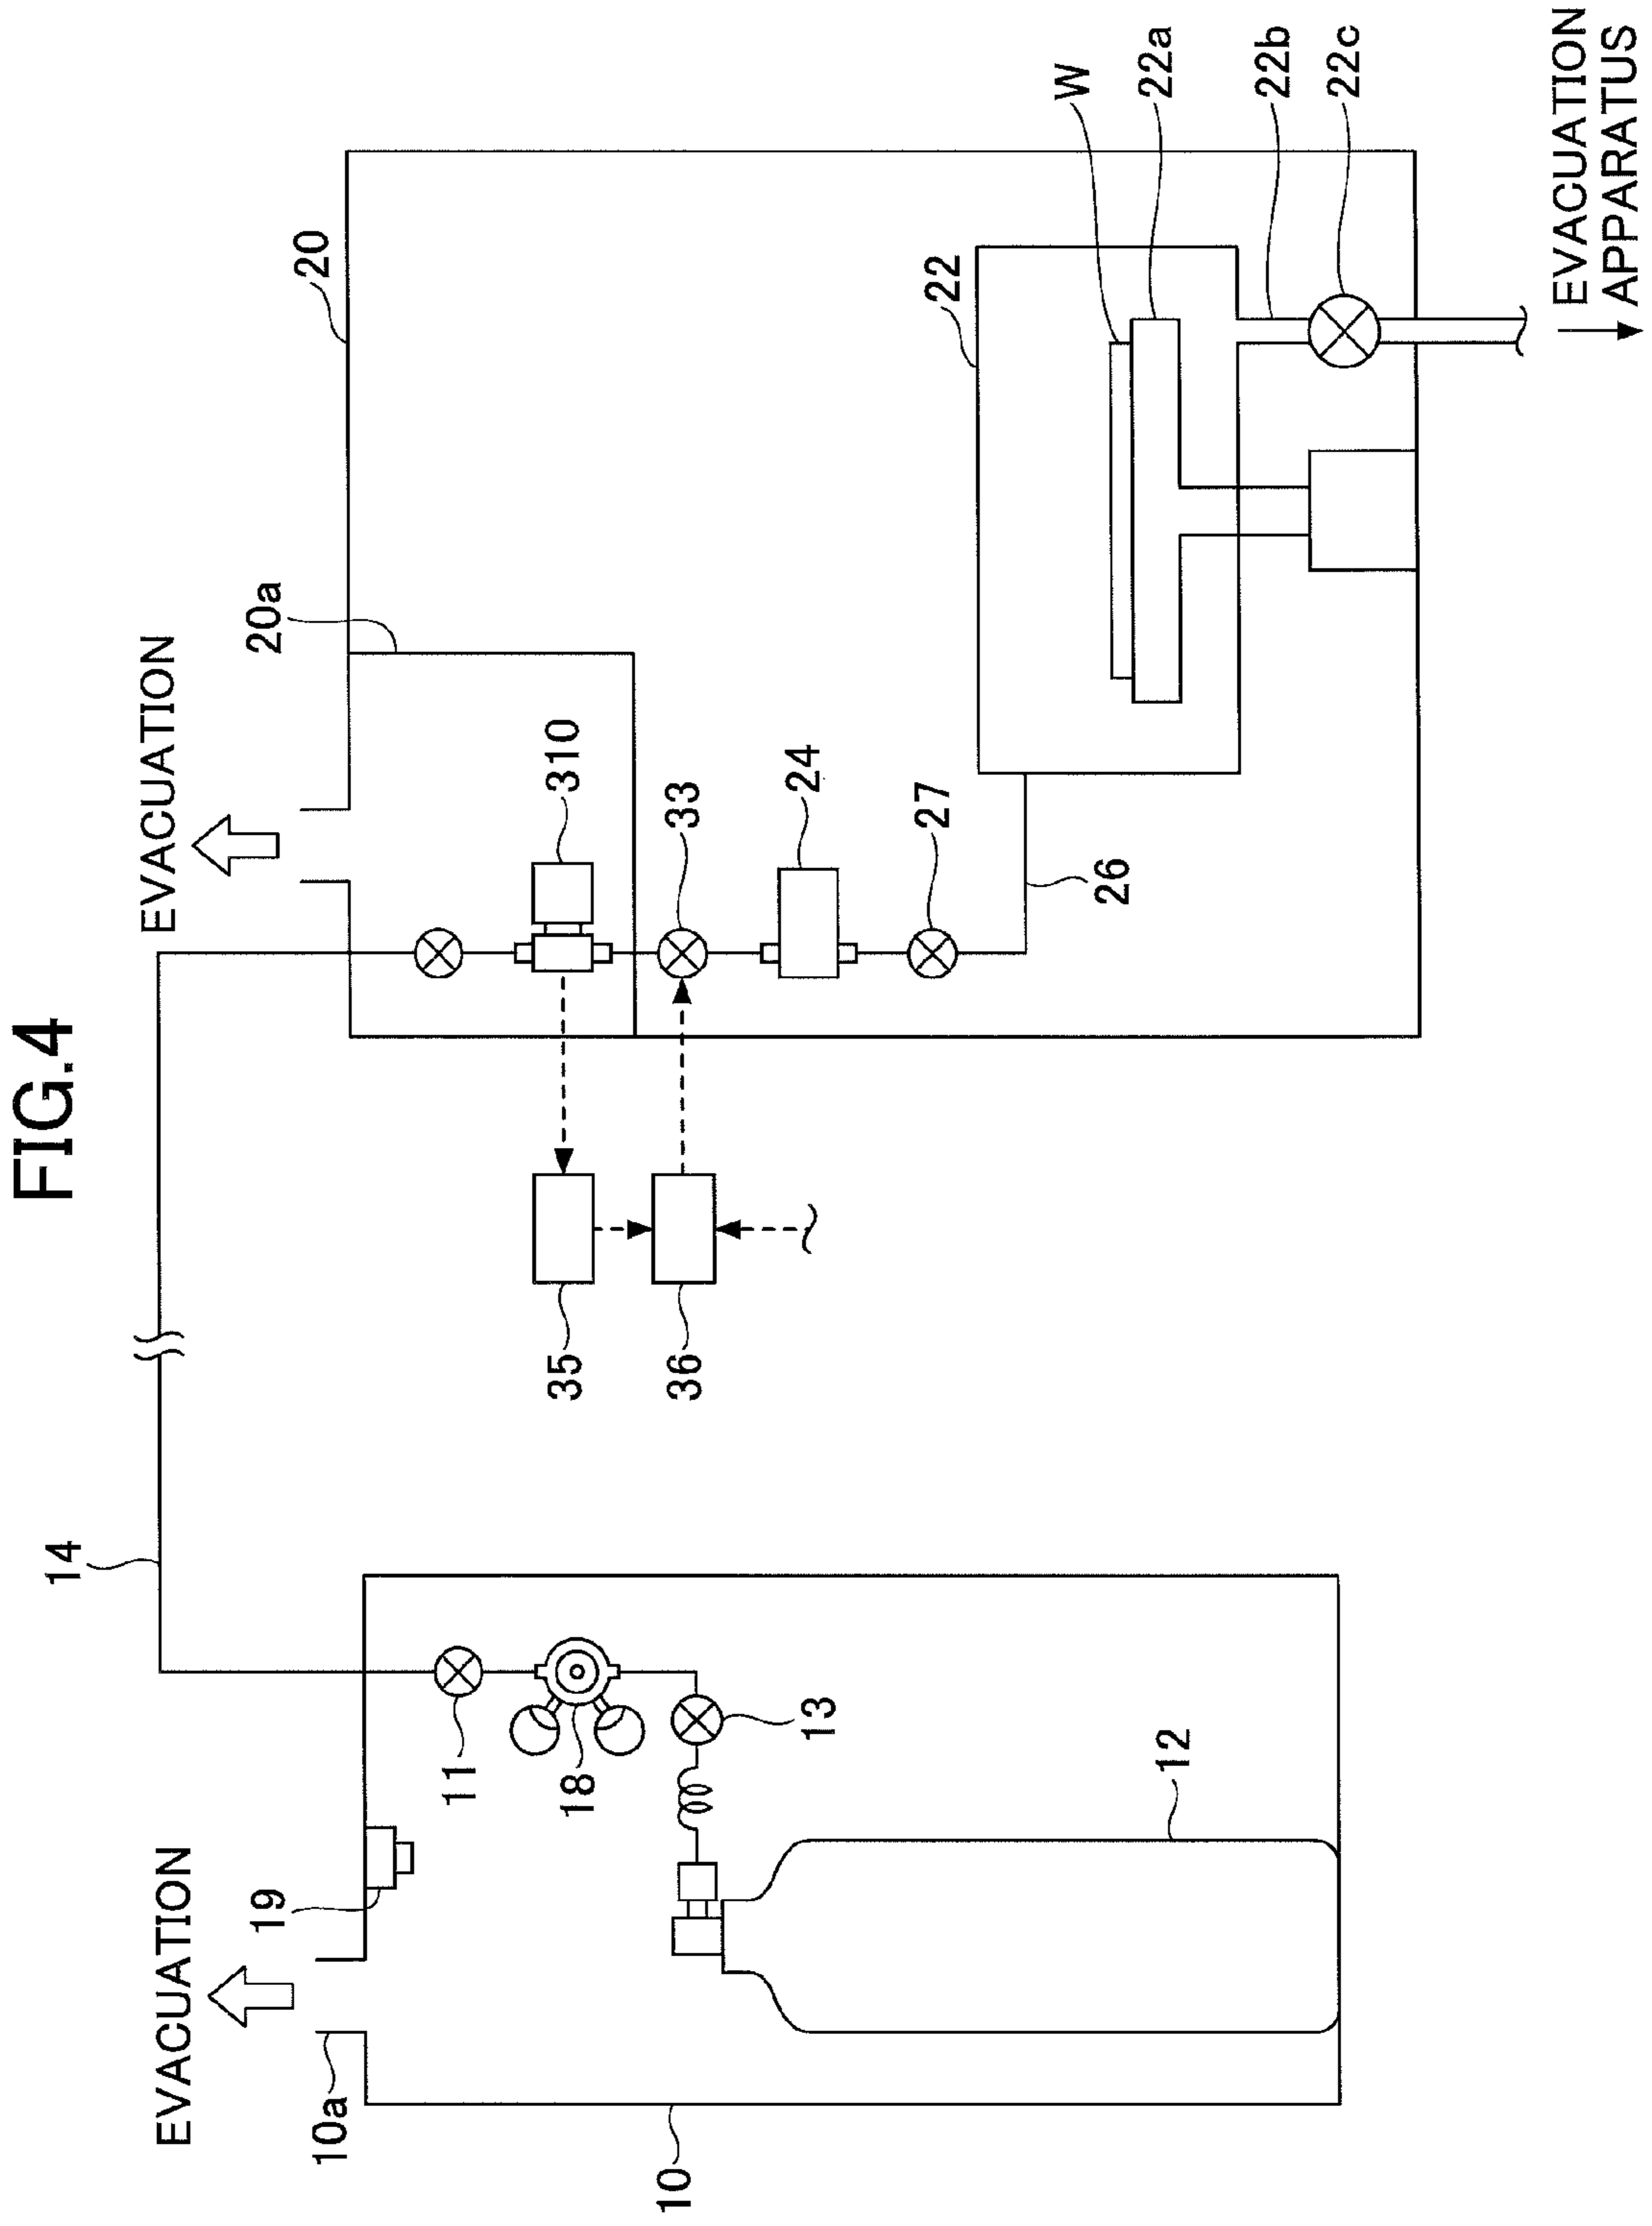 FIG.4
EVACUATION
10a
19
10
11
18
13
12
14
EVACUATION
20a
20
310
33
24
27
26
35
36
22
W
22a
22b
22c
EVACUATION
APPARATUS